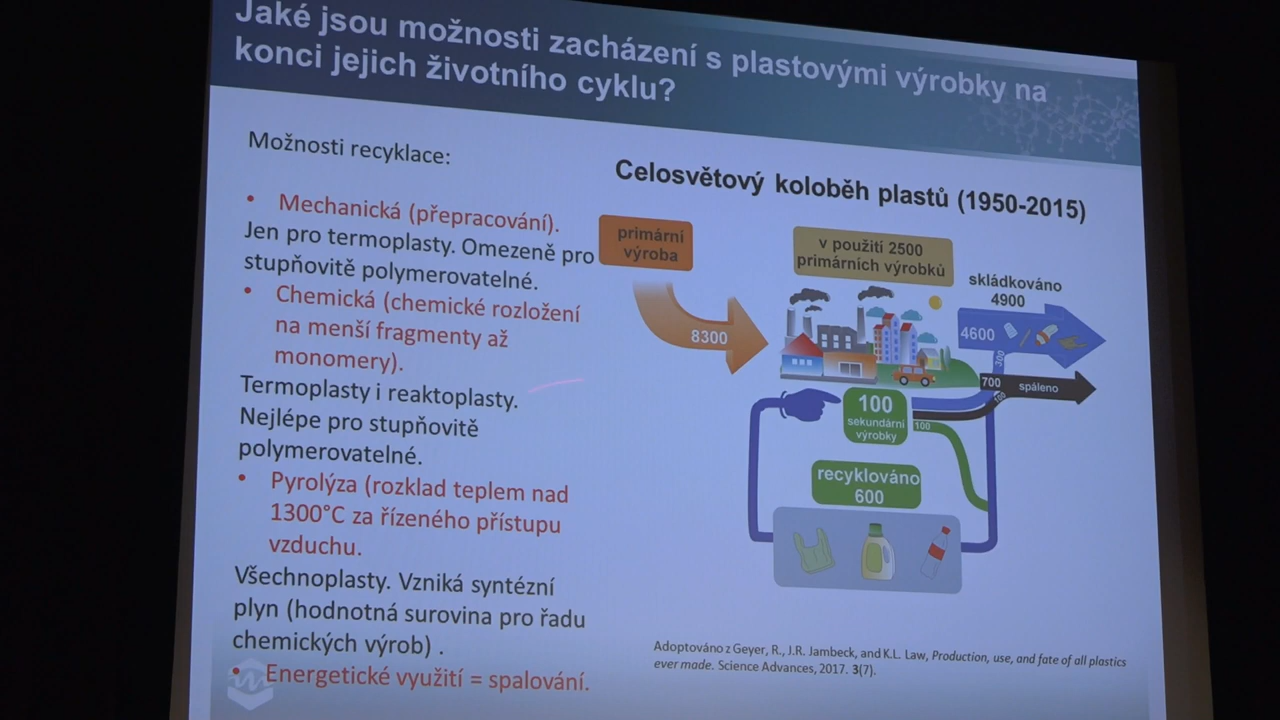 Jaké jsou možnosti zacházení s plastovými výrobky na
konci jejich životního cyklu?
Možnosti recyklace:
• Mechanická (přepracování).
Jen pro termoplasty. Omezeně pro
stupňovitě polymerovatelné.
• Chemická (chemické rozložení
na menší fragmenty až
monomery).
Termoplasty i reaktoplasty.
Nejlépe pro stupňovitě
polymerovatelné.
• Pyrolýza (rozklad teplem nad
1300°C za řízeného přístupu
vzduchu.
Všechnoplasty. Vzniká syntézní
plyn (hodnotná surovina pro řadu
chemických výrob) .
• Energetické využití = spalování.
Celosvětový koloběh plastů (1950-2015)
primární
výroba
8300
v použití 2500
primárních výrobků
skládkováno
4900
4600
300
700 spáleno
100
100
sekundární
výrobky
100
recyklováno
600
Adoptováno z Geyer, R., J.R. Jambeck, and K.L. Law, Production, use, and fate of all plastics
ever made. Science Advances, 2017. 3(7).